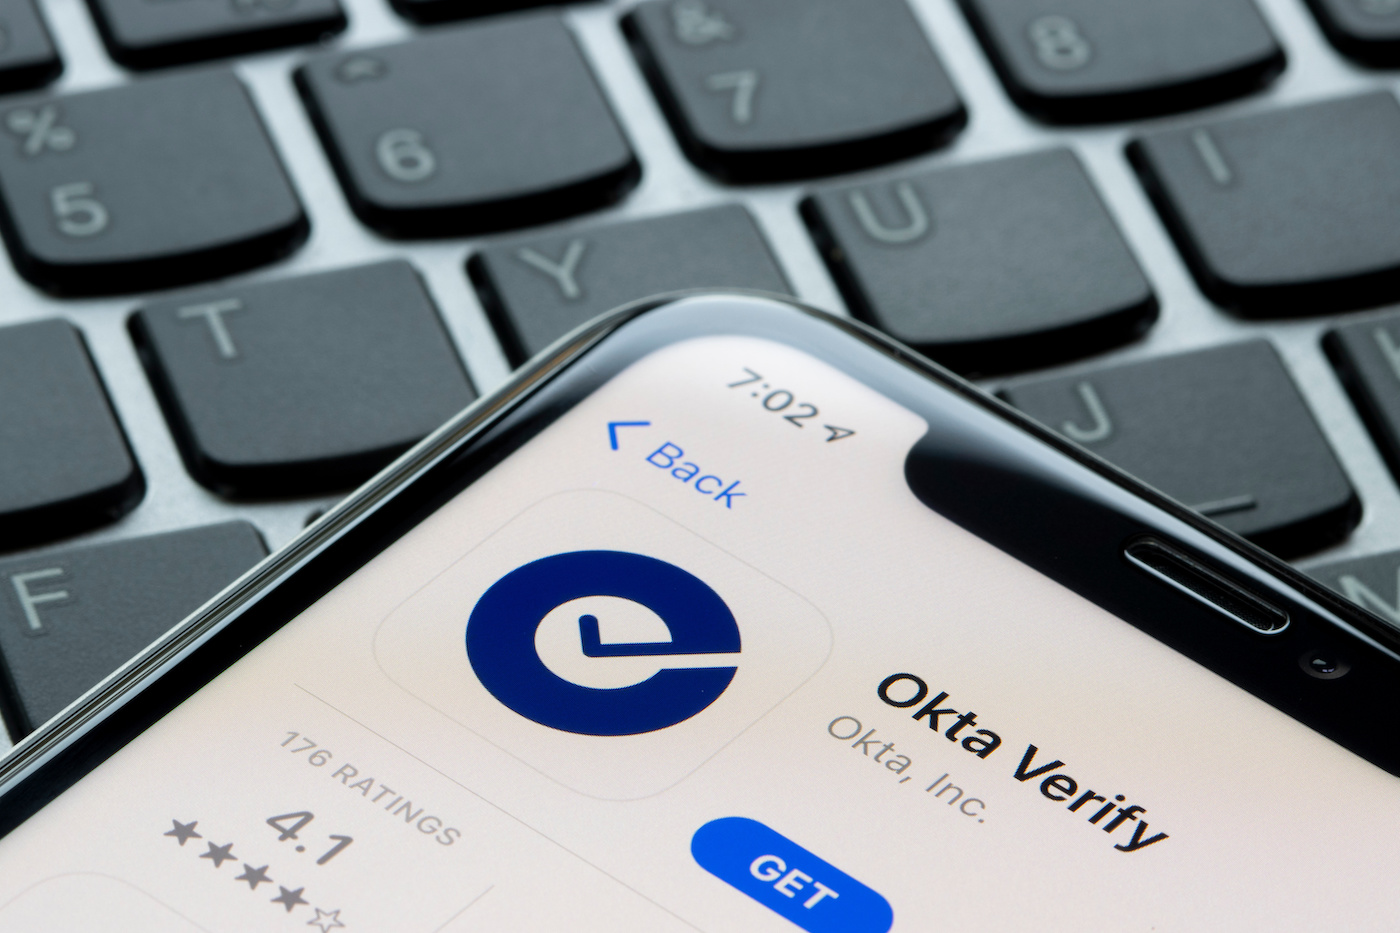 %
5
^
6
&
7
8
T
Y
U
I
F
J
M
7:02
Back
Okta Verify
Okta, Inc.
GET
176 RATINGS
4.1